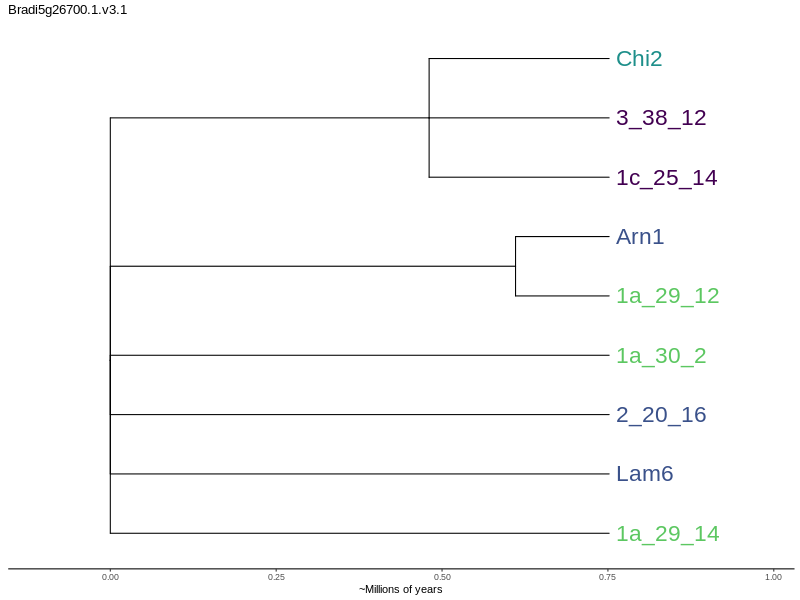 Bradi5g26700.1.v3.1
Chi2
3_38_12
1c_25_14
Arn1
1a_29_12
1a_30_2
2_20_16
Lam6
1a_29_14
0.00 0.25 0.50 0.75 1.00
~Millions of years